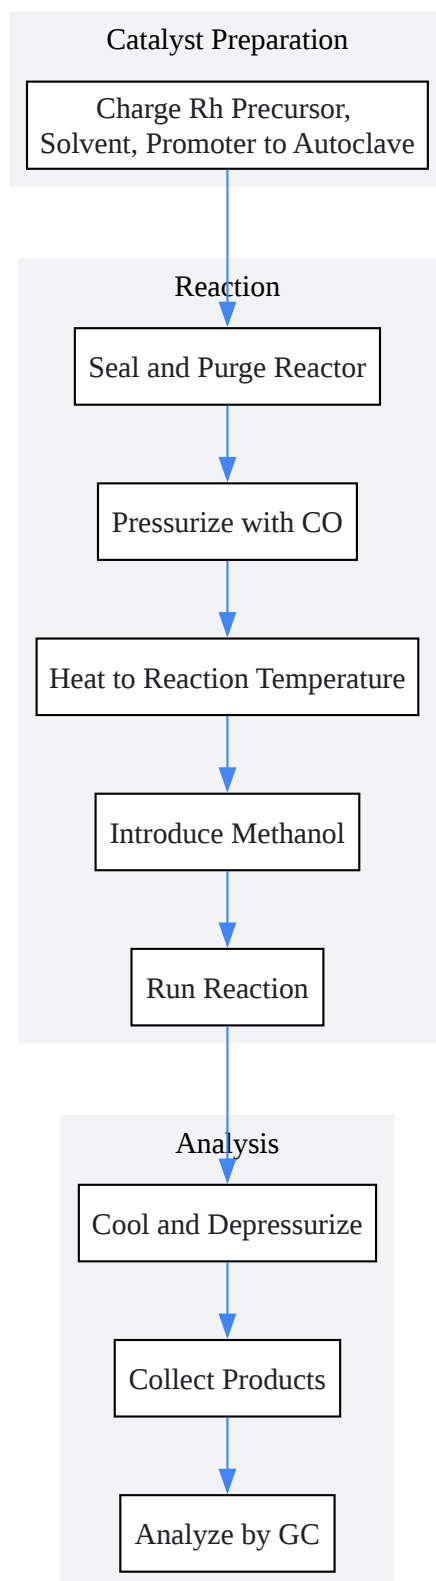 Catalyst Preparation
Charge Rh Precursor,
Solvent, Promoter to Autoclave
Reaction
Seal and Purge Reactor
Pressurize with CO
Heat to Reaction Temperature
Introduce Methanol
Run Reaction
Analysis
Cool and Depressurize
Collect Products
Analyze by GC